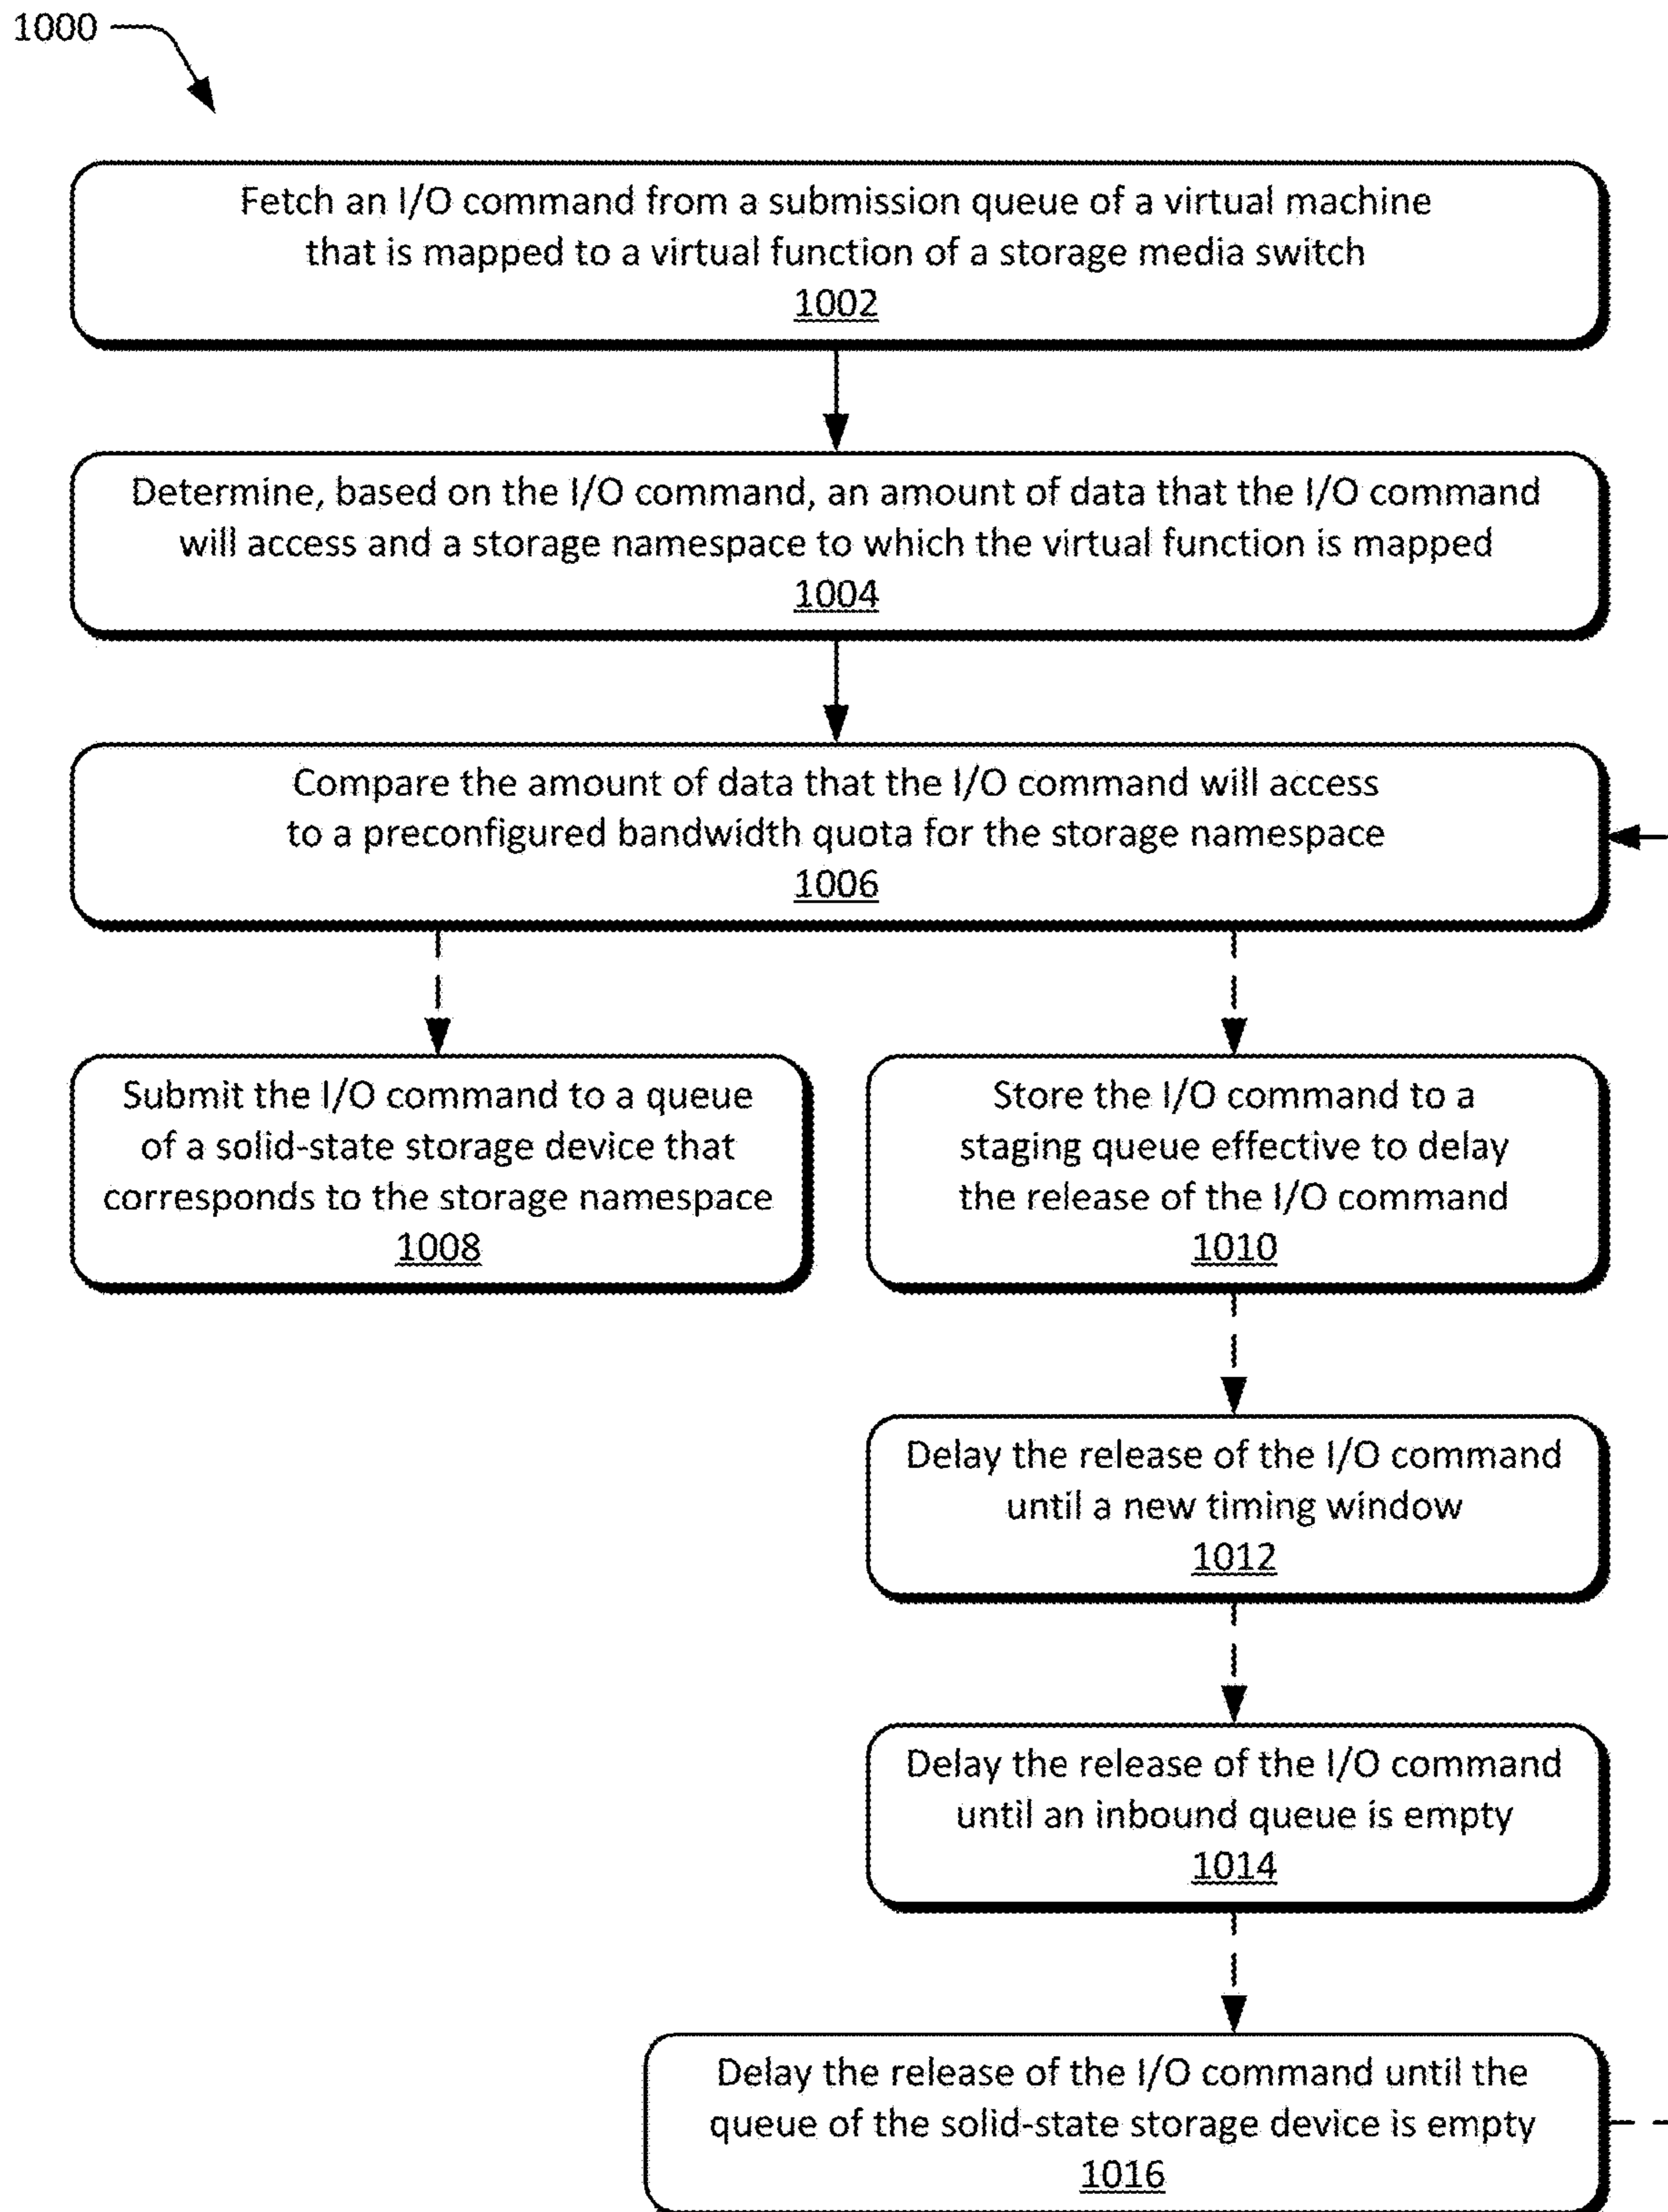 1000
Fetch an I/O command from a submission queue of a virtual machine
that is mapped to a virtual function of a storage media switch
1002
Determine, based on the I/O command, an amount of data that the I/O command
will access and a storage namespace to which the virtual function is mapped
1004
Compare the amount of data that the I/O command will access
to a preconfigured bandwidth quota for the storage namespace
1006
Submit the I/O command to a queue
of a solid-state storage device that
corresponds to the storage namespace
1008
Store the I/O command to a
staging queue effective to delay
the release of the I/O command
1010
Delay the release of the I/O command
until a new timing window
1012
Delay the release of the I/O command
until an inbound queue is empty
1014
Delay the release of the I/O command until the
queue of the solid-state storage device is empty
1016